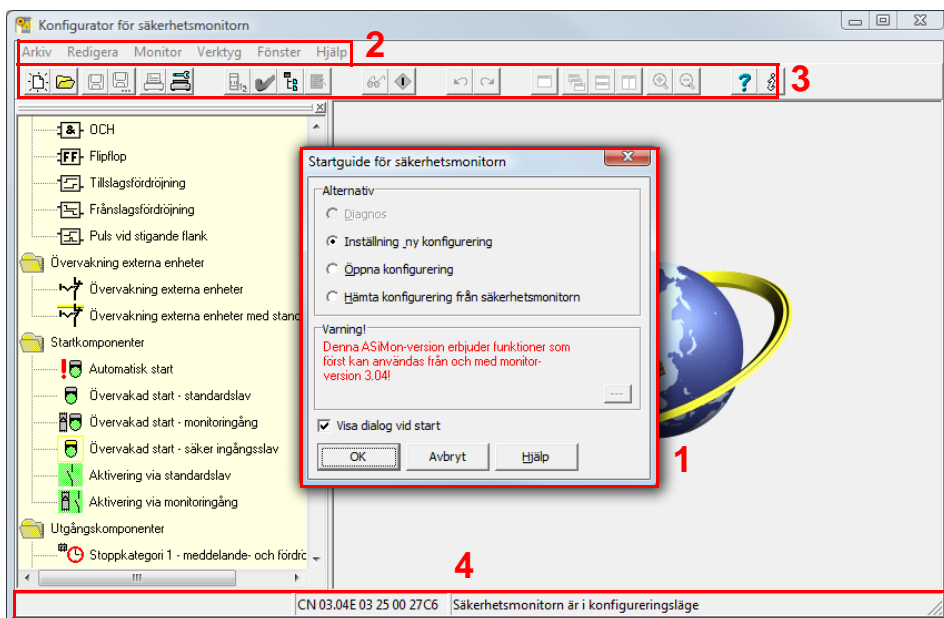 Konfigurator för säkerhetsmonitorn
Arkiv Redigera Monitor Verktyg Fönster Hjälp
2
3
& OCH
FF Flipflop
Tillslagsfördröjning
Frånslagsfördröjning
Puls vid stigande flank
Övervakning externa enheter
Övervakning externa enheter
Övervakning externa enheter med stand
Startkomponenter
Automatisk start
Övervakad start - standardslav
Övervakad start - monitoringång
Övervakad start - säker ingångsslav
Aktivering via standardslav
Aktivering via monitoringång
Utgångskomponenter
Stoppkategori 1 - meddelande- och fördrö
Startguide för säkerhetsmonitorn
Alternativ
Diagnos
Inställning ny konfigurering
Öppna konfigurering
Hämta konfigurering från säkerhetsmonitorn
Varning!
Denna ASiMon-version erbjuder funktioner som
först kan användas från och med monitor-
version 3.04!
...
Visa dialog vid start
OK Avbryt Hjälp
1
4
CN 03.04E 03 25 00 27C6 Säkerhetsmonitorn är i konfigureringsläge